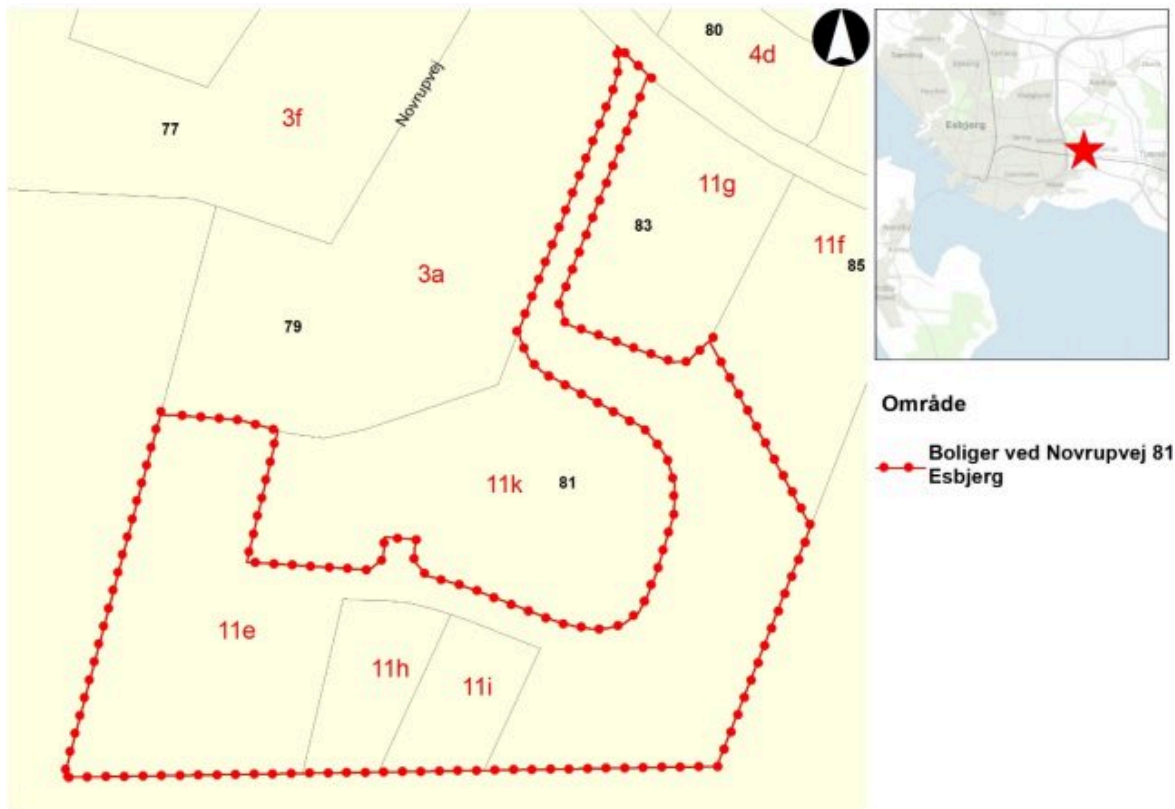 80
4d
Novrupvej
3f
77
11g
83
11f
85
3a
79
11k
81
11e
11h
11i
Esbjerg
Område
Boliger ved Novrupvej 81
Esbjerg